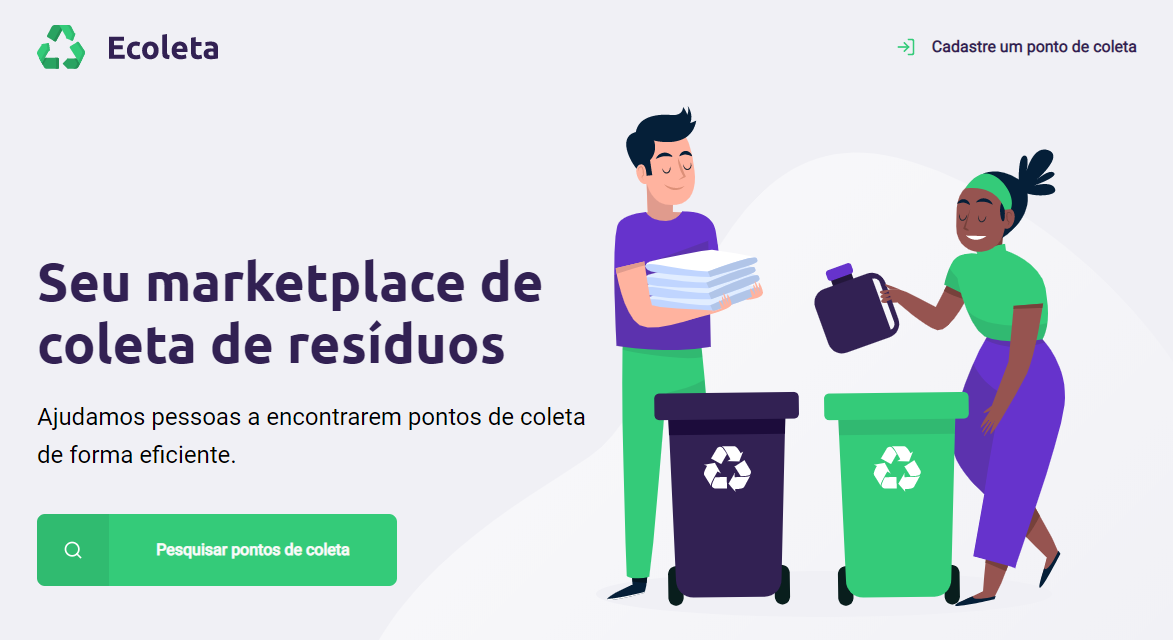 Ecoleta
Cadastre um ponto de coleta
Seu marketplace de
coleta de resíduos
Ajudamos pessoas a encontrarem pontos de coleta
de forma eficiente.
Pesquisar pontos de coleta